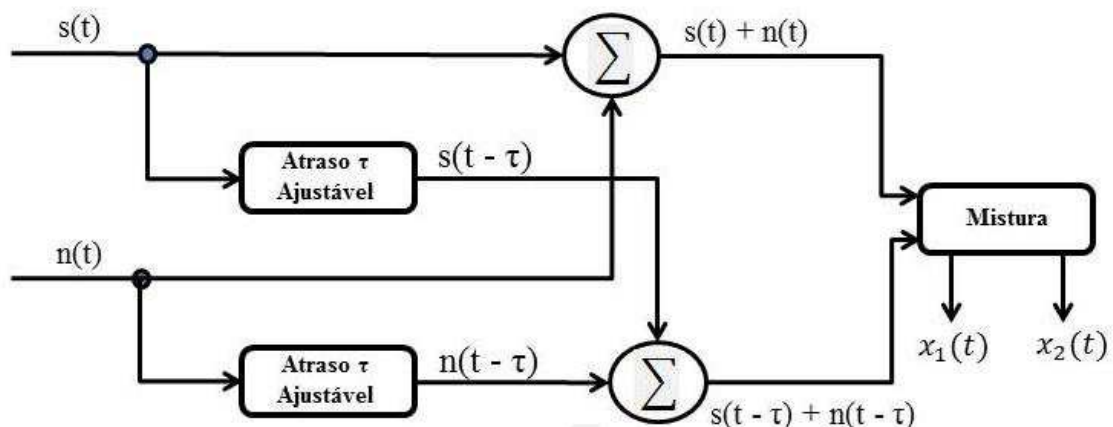 s(t)
∑
s(t) + n(t)
Atraso τ
Ajustável
s(t - τ)
Mistura
n(t)
x₁(t)
x₂(t)
Atraso τ
Ajustável
n(t - τ)
∑
s(t - τ) + n(t - τ)